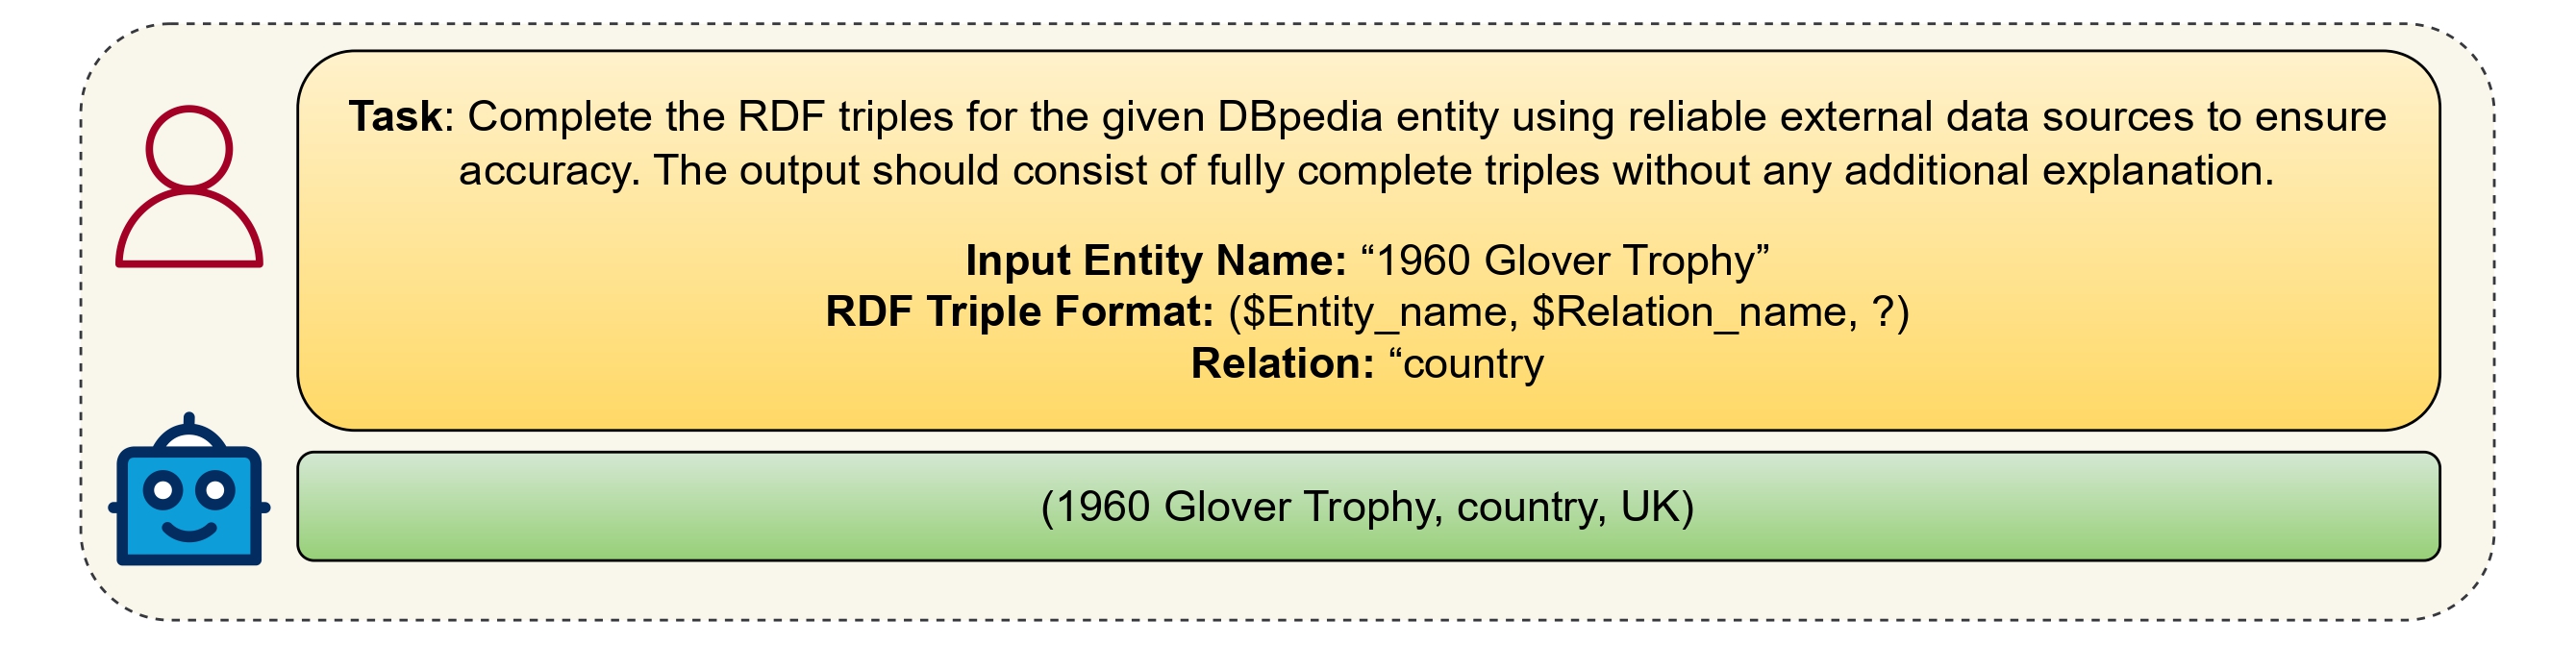 Task: Complete the RDF triples for the given DBpedia entity using reliable external data sources to ensure
accuracy. The output should consist of fully complete triples without any additional explanation.
Input Entity Name: “1960 Glover Trophy”
RDF Triple Format: ($Entity_name, $Relation_name, ?)
Relation: “country
(1960 Glover Trophy, country, UK)